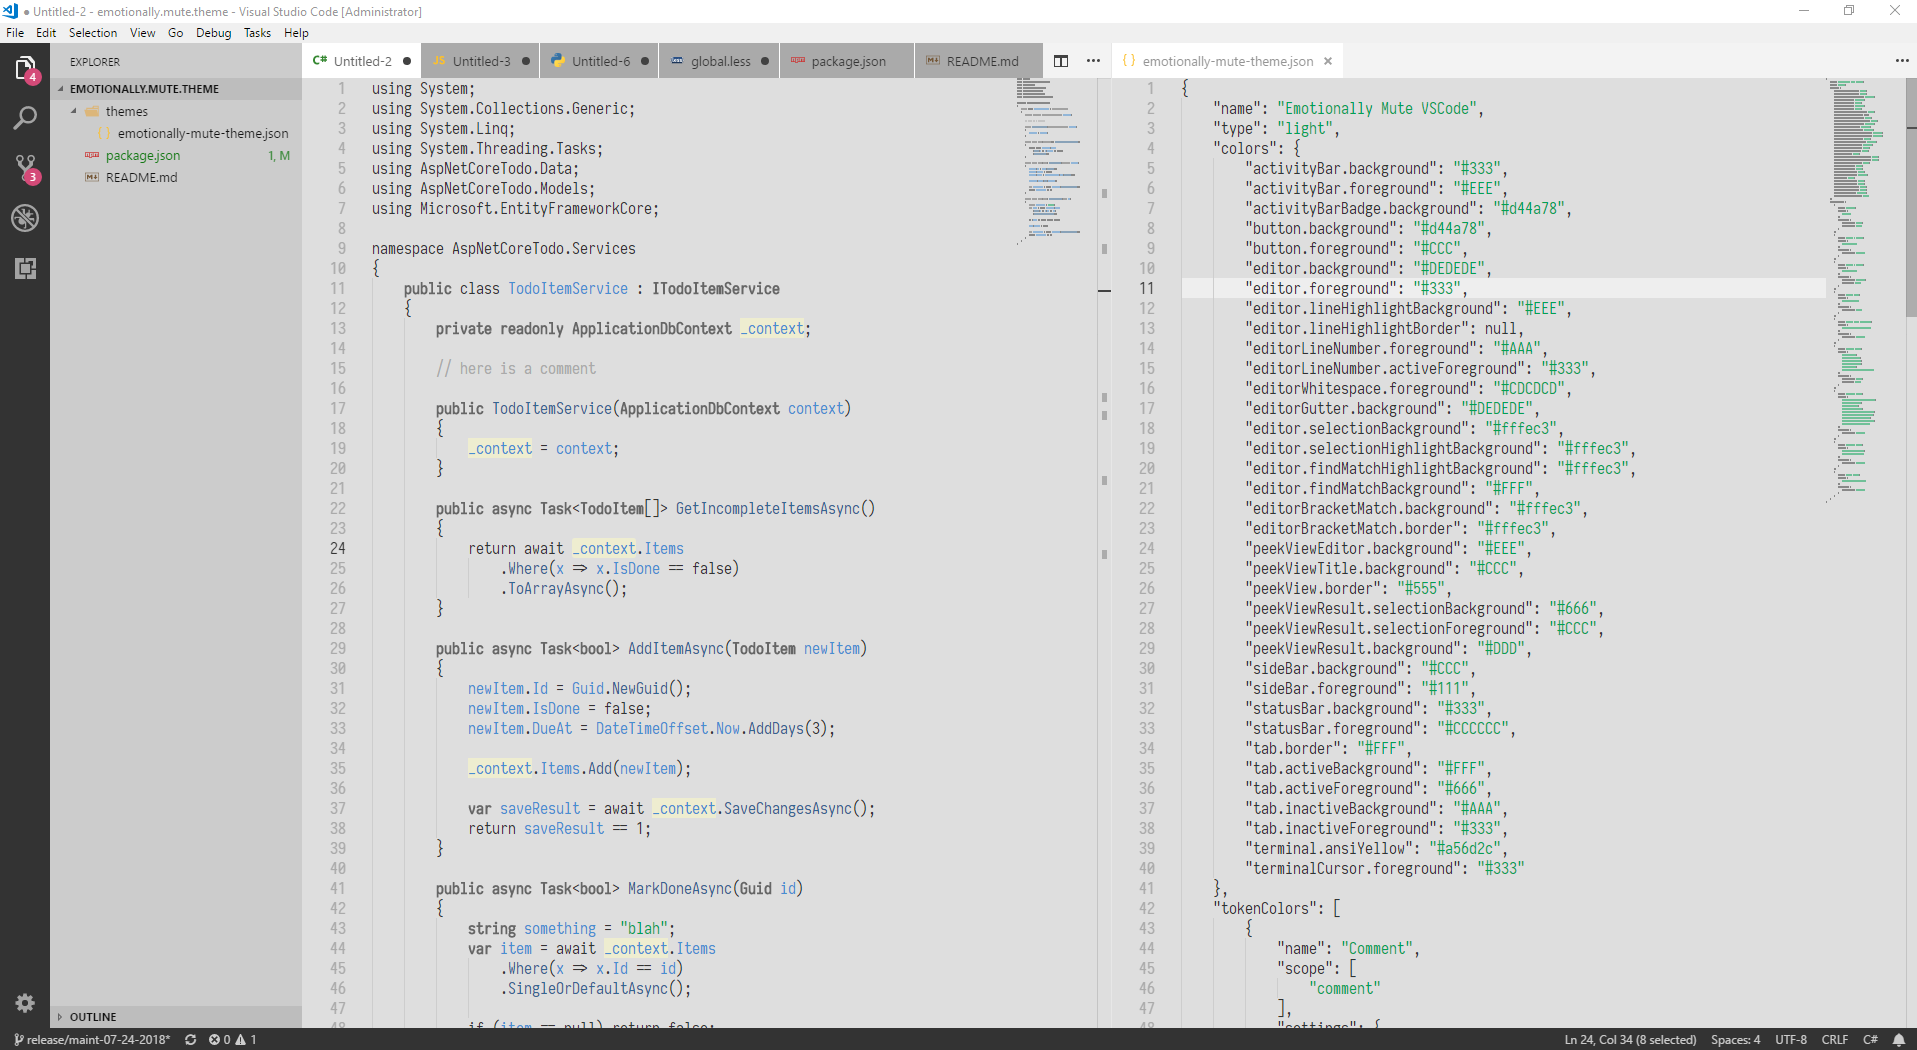 ● Untitled-2 - emotionally.mute.theme - Visual Studio Code [Administrator]
File Edit Selection View Go Debug Tasks Help
4
3
EXPLORER
EMOTIONALLY.MUTE.THEME
themes
{ } emotionally-mute-theme.json
package.json 1, M
README.md
OUTLINE
C# Untitled-2 ●
JS Untitled-3 ●
Untitled-6 ●
global.less ●
package.json
README.md
1 using System;
2 using System.Collections.Generic;
3 using System.Linq;
4 using System.Threading.Tasks;
5 using AspNetCoreTodo.Data;
6 using AspNetCoreTodo.Models;
7 using Microsoft.EntityFrameworkCore;
8
9 namespace AspNetCoreTodo.Services
10 {
11 public class TodoItemService : ITodoItemService
12 {
13 private readonly ApplicationDbContext _context;
14
15 // here is a comment
16
17 public TodoItemService(ApplicationDbContext context)
18 {
19 _context = context;
20 }
21
22 public async Task<TodoItem[]> GetIncompleteItemsAsync()
23 {
24 return await _context.Items
25 .Where(x => x.IsDone == false)
26 .ToArrayAsync();
27 }
28
29 public async Task<bool> AddItemAsync(TodoItem newItem)
30 {
31 newItem.Id = Guid.NewGuid();
32 newItem.IsDone = false;
33 newItem.DueAt = DateTimeOffset.Now.AddDays(3);
34
35 _context.Items.Add(newItem);
36
37 var saveResult = await _context.SaveChangesAsync();
38 return saveResult == 1;
39 }
40
41 public async Task<bool> MarkDoneAsync(Guid id)
42 {
43 string something = "blah";
44 var item = await _context.Items
45 .Where(x => x.Id == id)
46 .SingleOrDefaultAsync();
47
48 if (item == null) return false;
{ } emotionally-mute-theme.json ×
1 {
2 "name": "Emotionally Mute VSCode",
3 "type": "light",
4 "colors": {
5 "activityBar.background": "#333",
6 "activityBar.foreground": "#EEE",
7 "activityBarBadge.background": "#d44a78",
8 "button.background": "#d44a78",
9 "button.foreground": "#CCC",
10 "editor.background": "#DEDEDE",
11 "editor.foreground": "#333",
12 "editor.lineHighlightBackground": "#EEE",
13 "editor.lineHighlightBorder": null,
14 "editorLineNumber.foreground": "#AAA",
15 "editorLineNumber.activeForeground": "#333",
16 "editorWhitespace.foreground": "#CDCDCD",
17 "editorGutter.background": "#DEDEDE",
18 "editor.selectionBackground": "#fffec3",
19 "editor.selectionHighlightBackground": "#fffec3",
20 "editor.findMatchHighlightBackground": "#fffec3",
21 "editor.findMatchBackground": "#FFF",
22 "editorBracketMatch.background": "#fffec3",
23 "editorBracketMatch.border": "#fffec3",
24 "peekViewEditor.background": "#EEE",
25 "peekViewTitle.background": "#CCC",
26 "peekView.border": "#555",
27 "peekViewResult.selectionBackground": "#666",
28 "peekViewResult.selectionForeground": "#CCC",
29 "peekViewResult.background": "#DDD",
30 "sideBar.background": "#CCC",
31 "sideBar.foreground": "#111",
32 "statusBar.background": "#333",
33 "statusBar.foreground": "#CCCCCC",
34 "tab.border": "#FFF",
35 "tab.activeBackground": "#FFF",
36 "tab.activeForeground": "#666",
37 "tab.inactiveBackground": "#AAA",
38 "tab.inactiveForeground": "#333",
39 "terminal.ansiYellow": "#a56d2c",
40 "terminalCursor.foreground": "#333"
41 },
42 "tokenColors": [
43 {
44 "name": "Comment",
45 "scope": [
46 "comment"
47 ],
48 "settings": {
release/maint-07-24-2018* 0 1 Ln 24, Col 34 (8 selected) Spaces: 4 UTF-8 CRLF C#